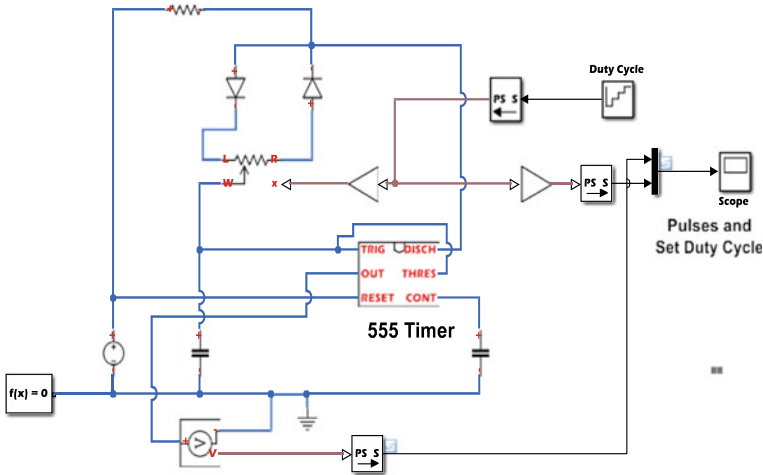 Duty Cycle
PS S
L R
W x
PS S
Scope
Pulses and
Set Duty Cycle
TRIG DISCH
OUT THRES
RESET CONT
555 Timer
f(x) = 0
V
PS S